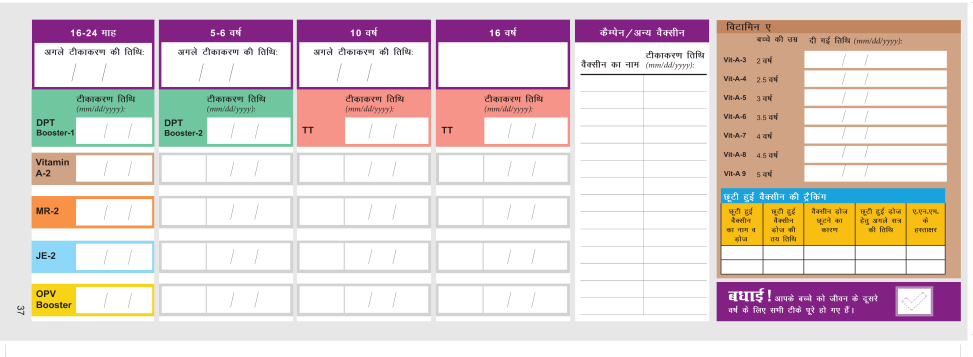 16-24 माह
अगले टीकाकरण की तिथि:
/ /
टीकाकरण तिथि
(mm/dd/yyyy):
DPT
Booster-1
/ /
Vitamin
A-2
/ /
MR-2
/ /
JE-2
/ /
OPV
Booster
/ /
5-6 वर्ष
अगले टीकाकरण की तिथि:
/ /
टीकाकरण तिथि
(mm/dd/yyyy):
DPT
Booster-2
/ /
/ /
/ /
/ /
/ /
10 वर्ष
अगले टीकाकरण की तिथि:
/ /
टीकाकरण तिथि
(mm/dd/yyyy):
TT
/ /
/ /
/ /
/ /
/ /
16 वर्ष
टीकाकरण तिथि
(mm/dd/yyyy):
TT
/ /
/ /
/ /
/ /
/ /
कैम्पेन/अन्य वैक्सीन
वैक्सीन का नाम
टीकाकरण तिथि
(mm/dd/yyyy):
विटामिन ए
बच्चे की उम्र दी गई तिथि (mm/dd/yyyy):
Vit-A-3 2 वर्ष / /
Vit-A-4 2.5 वर्ष / /
Vit-A-5 3 वर्ष / /
Vit-A-6 3.5 वर्ष / /
Vit-A-7 4 वर्ष / /
Vit-A-8 4.5 वर्ष / /
Vit-A 9 5 वर्ष / /
छूटी हुई वैक्सीन की ट्रैकिंग
छूटी हुई
वैक्सीन
का नाम व
डोज
छूटी हुई
वैक्सीन
डोज की
तय तिथि
वैक्सीन डोज
छूटने का
कारण
छूटी हुई डोज
हेतु अगले सत्र
की तिथि
ए.एन.एम.
के
हस्ताक्षर
बधाई! आपके बच्चे को जीवन के दूसरे
वर्ष के लिए सभी टीके पूरे हो गए हैं।
37